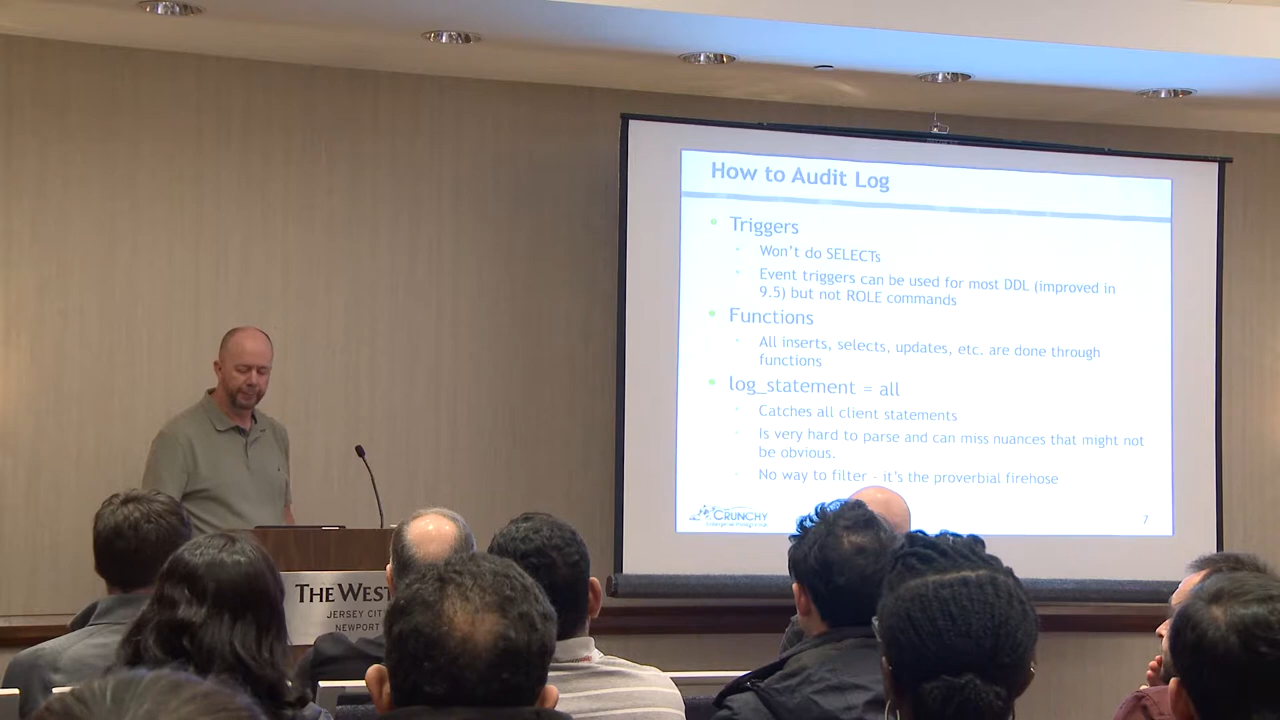 How to Audit Log
Triggers
Won't do SELECTs
Event triggers can be used for most DDL (improved in
9.5) but not ROLE commands
Functions
All inserts, selects, updates, etc. are done through
functions
log_statement = all
Catches all client statements
Is very hard to parse and can miss nuances that might not
be obvious.
No way to filter - it's the proverbial firehose
CRUNCHY
7
THE WEST
JERSEY CIT
NEWPORT